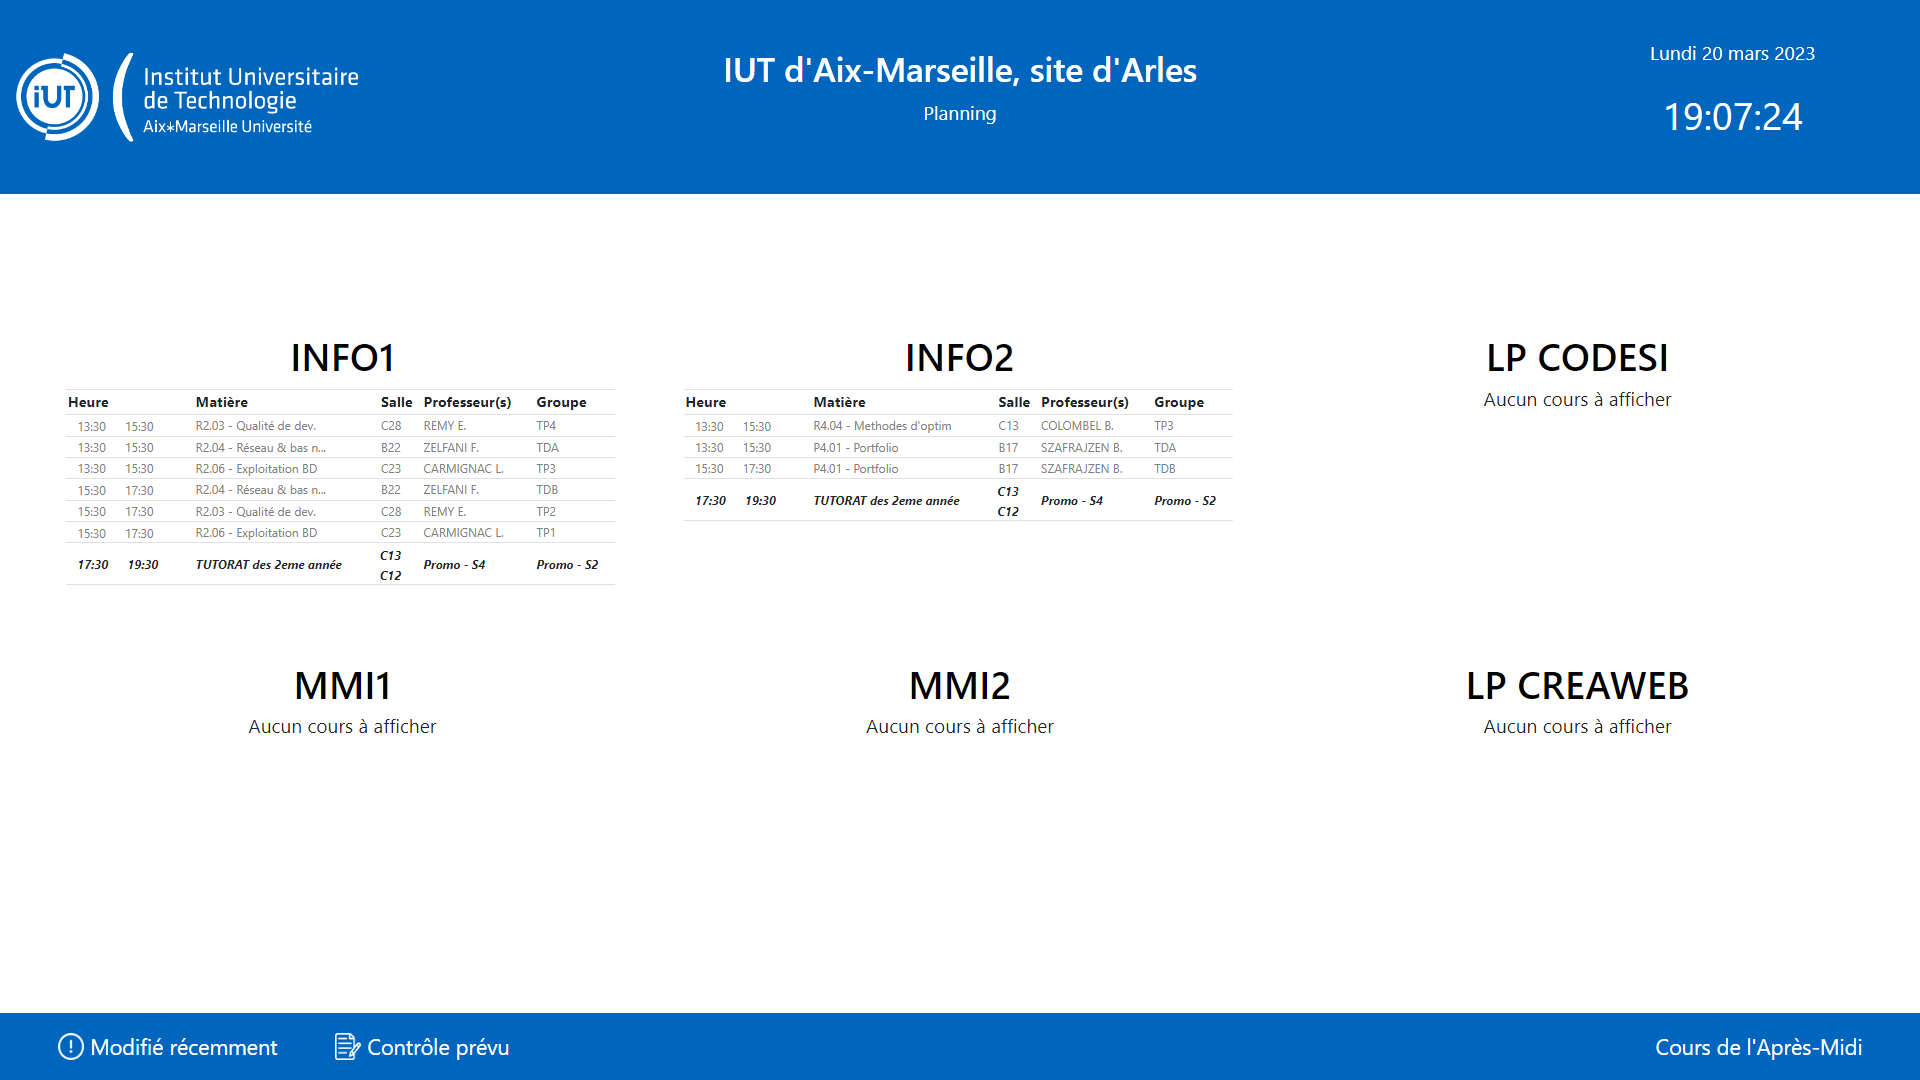 iUT
Institut Universitaire
de Technologie
Aix*Marseille Université
IUT d'Aix-Marseille, site d'Arles
Planning
Lundi 20 mars 2023
19:07:24
INFO1
Heure Matière Salle Professeur(s) Groupe
13:30 15:30 R2.03 - Qualité de dev. C28 REMY E. TP4
13:30 15:30 R2.04 - Réseau & bas n... B22 ZELFANI F. TDA
13:30 15:30 R2.06 - Exploitation BD C23 CARMIGNAC L. TP3
15:30 17:30 R2.04 - Réseau & bas n... B22 ZELFANI F. TDB
15:30 17:30 R2.03 - Qualité de dev. C28 REMY E. TP2
15:30 17:30 R2.06 - Exploitation BD C23 CARMIGNAC L. TP1
17:30 19:30 TUTORAT des 2eme année C13 C12 Promo - S4 Promo - S2
INFO2
Heure Matière Salle Professeur(s) Groupe
13:30 15:30 R4.04 - Methodes d'optim C13 COLOMBEL B. TP3
13:30 15:30 P4.01 - Portfolio B17 SZAFRAJZEN B. TDA
15:30 17:30 P4.01 - Portfolio B17 SZAFRAJZEN B. TDB
17:30 19:30 TUTORAT des 2eme année C13 C12 Promo - S4 Promo - S2
LP CODESI
Aucun cours à afficher
MMI1
Aucun cours à afficher
MMI2
Aucun cours à afficher
LP CREAWEB
Aucun cours à afficher
Modifié récemment
Contrôle prévu
Cours de l'Après-Midi